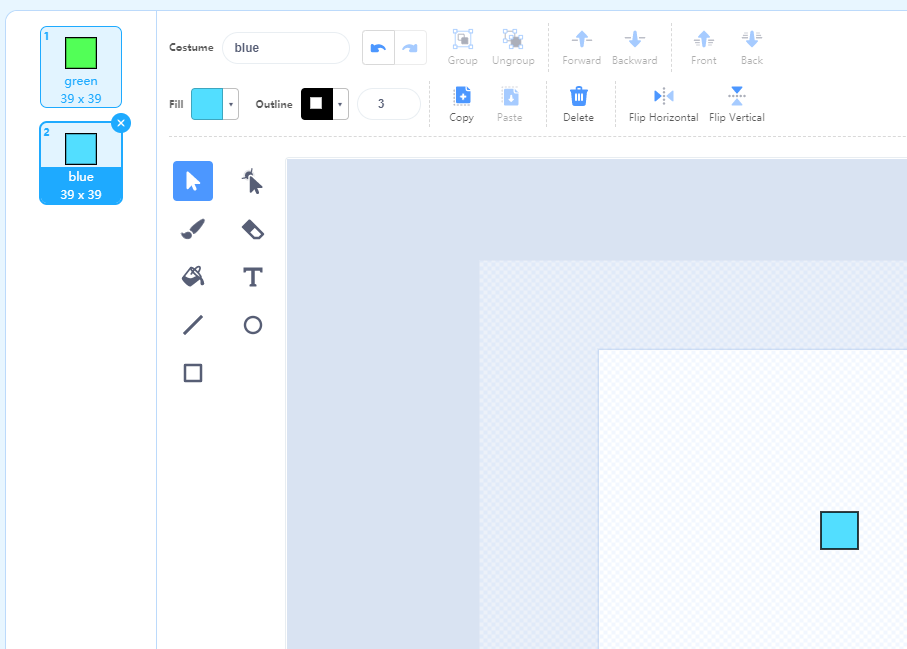 1
green
39 x 39
2
blue
39 x 39
Costume blue
Group Ungroup Forward Backward Front Back
Fill Outline 3
Copy Paste Delete Flip Horizontal Flip Vertical